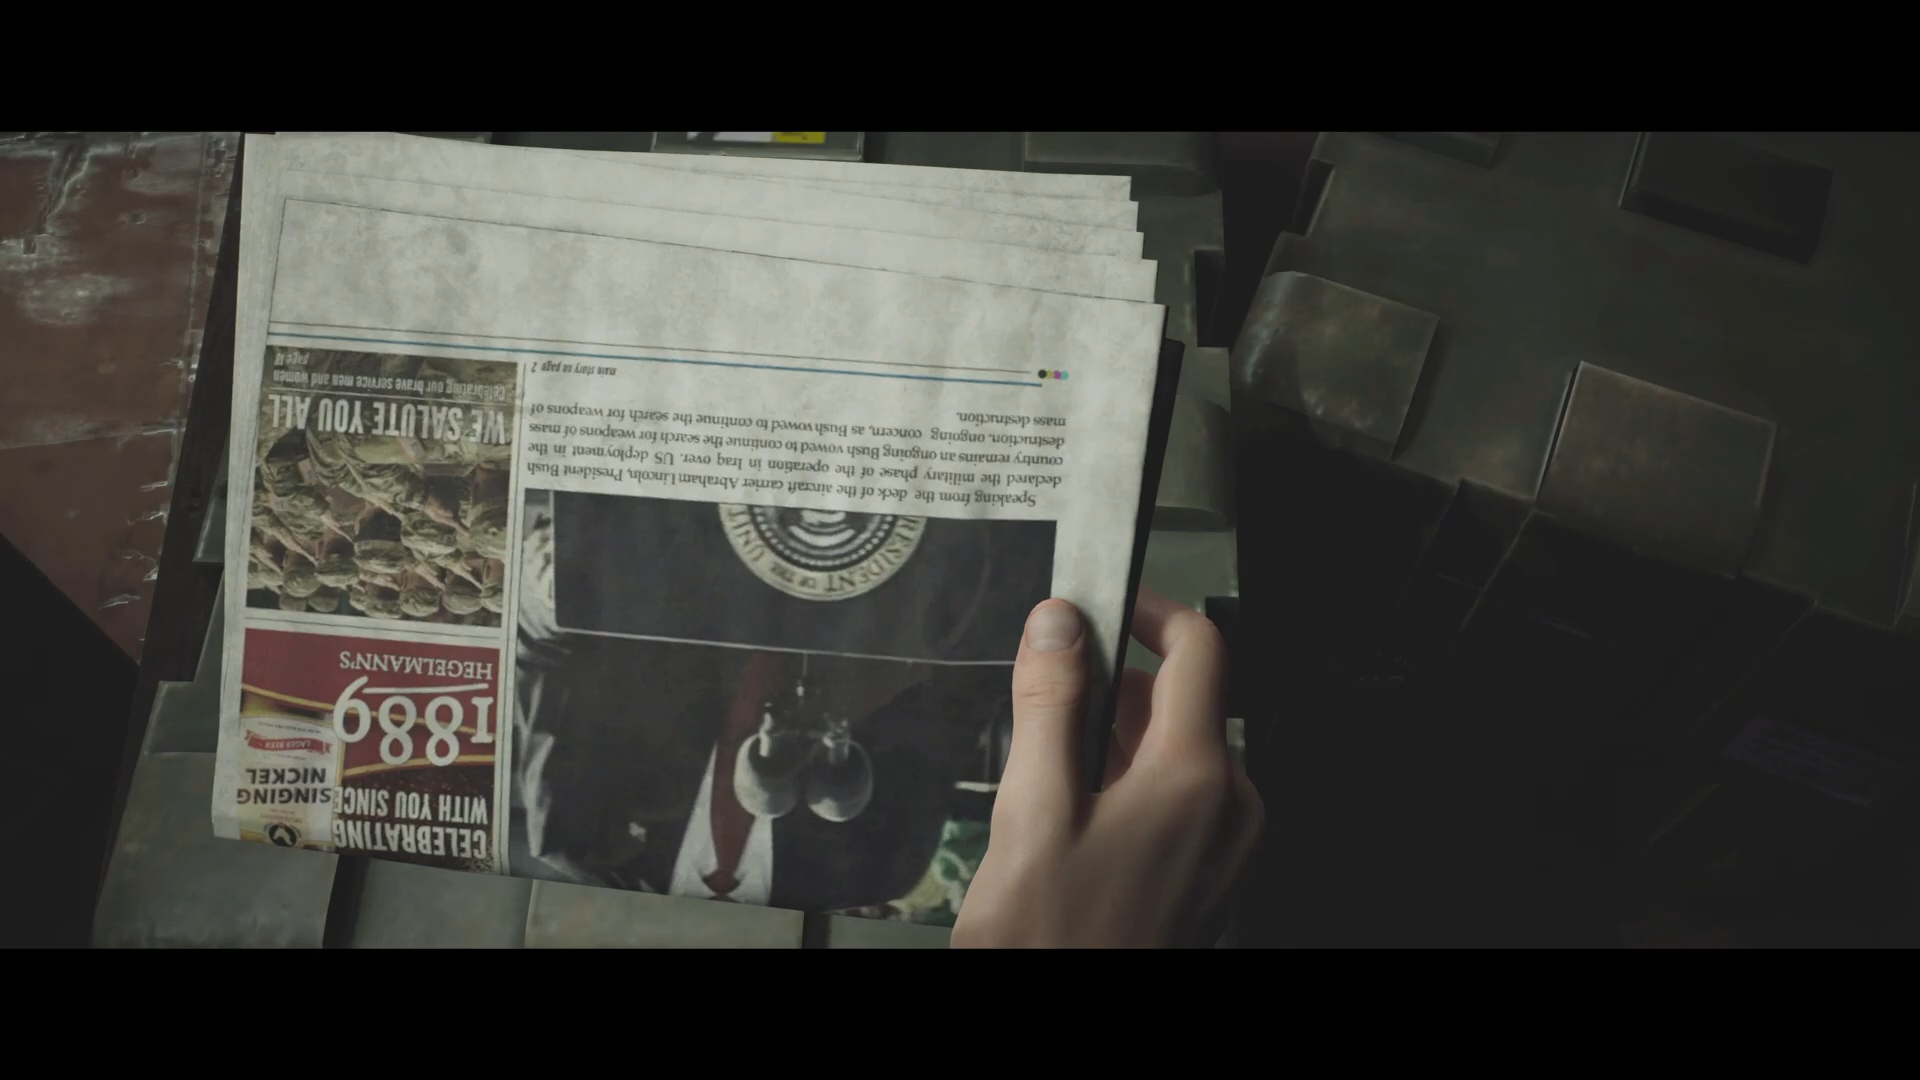 RESIDENT OF THE UNIT
Speaking from the deck of the aircraft carrier Abraham Lincoln, President Bush
declared the military phase of the operation in Iraq over. US deployment in the
country remains an ongoing Bush vowed to continue the search for weapons of mass
destruction. ongoing concern, as Bush vowed to continue the search for weapons of
mass destruction.
main story on page 2
CELEBRATING
WITH YOU SINCE
1889
HEGELMANN'S
SINGING
NICKEL
LAGER BEER
WE SALUTE YOU ALL
Celebrating our brave service men and women
page